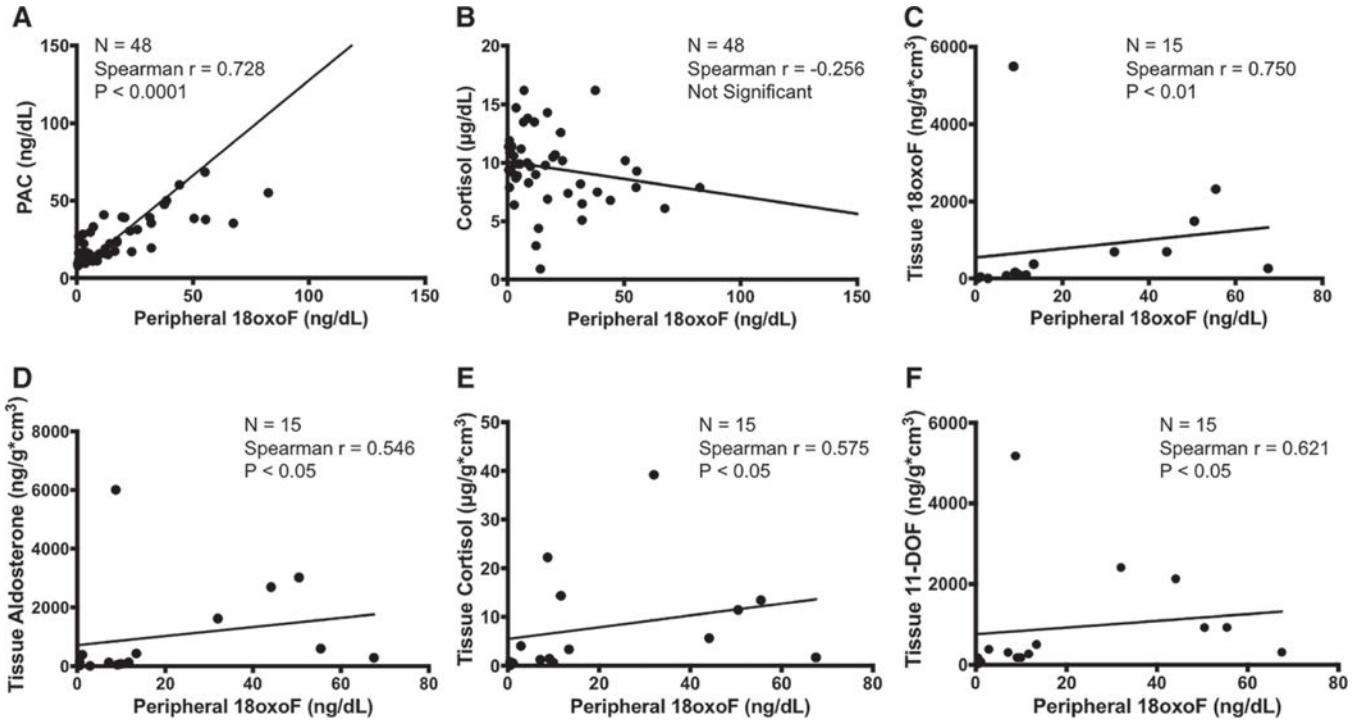 A
PAC (ng/dL)
150
100
50
0
N = 48
Spearman r = 0.728
P < 0.0001
0
50
100
150
Peripheral 18oxoF (ng/dL)
B
Cortisol (µg/dL)
20
15
10
5
0
N = 48
Spearman r = -0.256
Not Significant
0
50
100
150
Peripheral 18oxoF (ng/dL)
C
Tissue 18oxoF (ng/g*cm³)
6000
4000
2000
0
N = 15
Spearman r = 0.750
P < 0.01
0
20
40
60
80
Peripheral 18oxoF (ng/dL)
D
Tissue Aldosterone (ng/g*cm³)
8000
6000
4000
2000
0
N = 15
Spearman r = 0.546
P < 0.05
0
20
40
60
80
Peripheral 18oxoF (ng/dL)
E
Tissue Cortisol (µg/g*cm³)
50
40
30
20
10
0
N = 15
Spearman r = 0.575
P < 0.05
0
20
40
60
80
Peripheral 18oxoF (ng/dL)
F
Tissue 11-DOF (ng/g*cm³)
6000
4000
2000
0
N = 15
Spearman r = 0.621
P < 0.05
0
20
40
60
80
Peripheral 18oxoF (ng/dL)